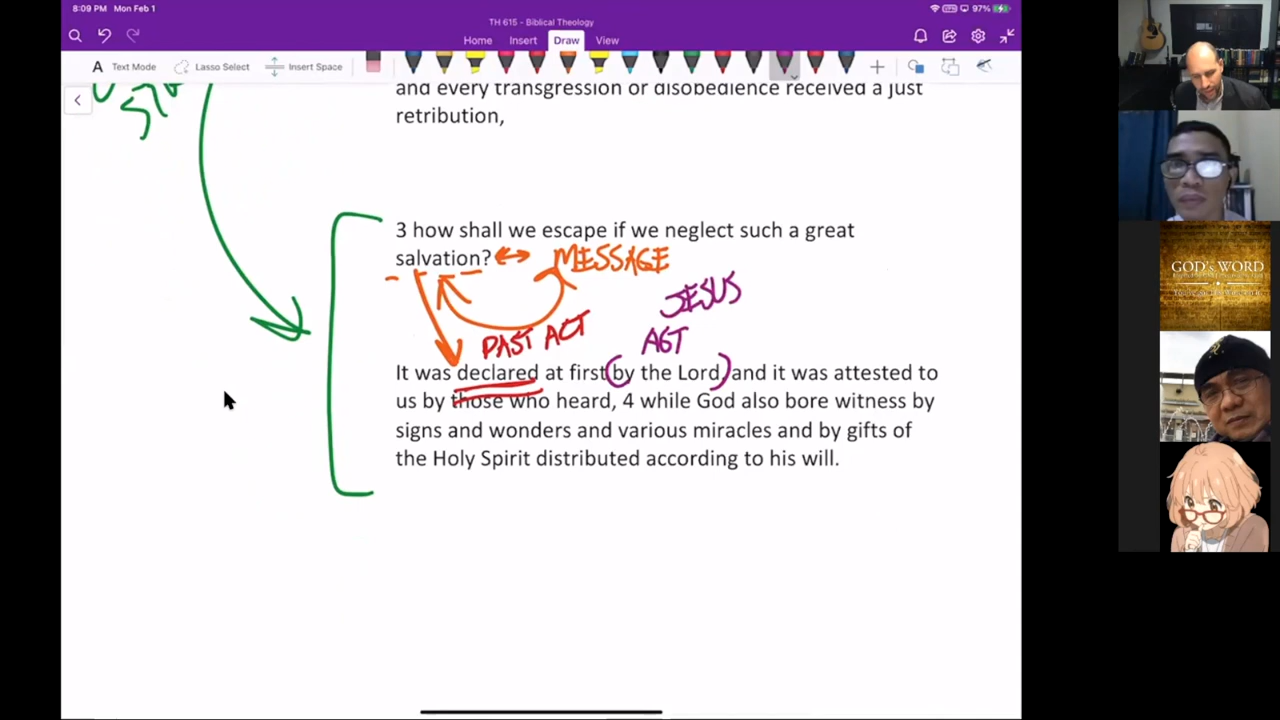 8:09 PM Mon Feb 1
97%
TH 615 - Biblical Theology
Home Insert Draw View
Text Mode Lasso Select Insert Space
and every transgression or disobedience received a just
retribution,
3 how shall we escape if we neglect such a great
salvation? MESSAGE
JESUS
PAST ACT AGT
It was declared at first (by the Lord,) and it was attested to
us by those who heard, 4 while God also bore witness by
signs and wonders and various miracles and by gifts of
the Holy Spirit distributed according to his will.
GOD's WORD